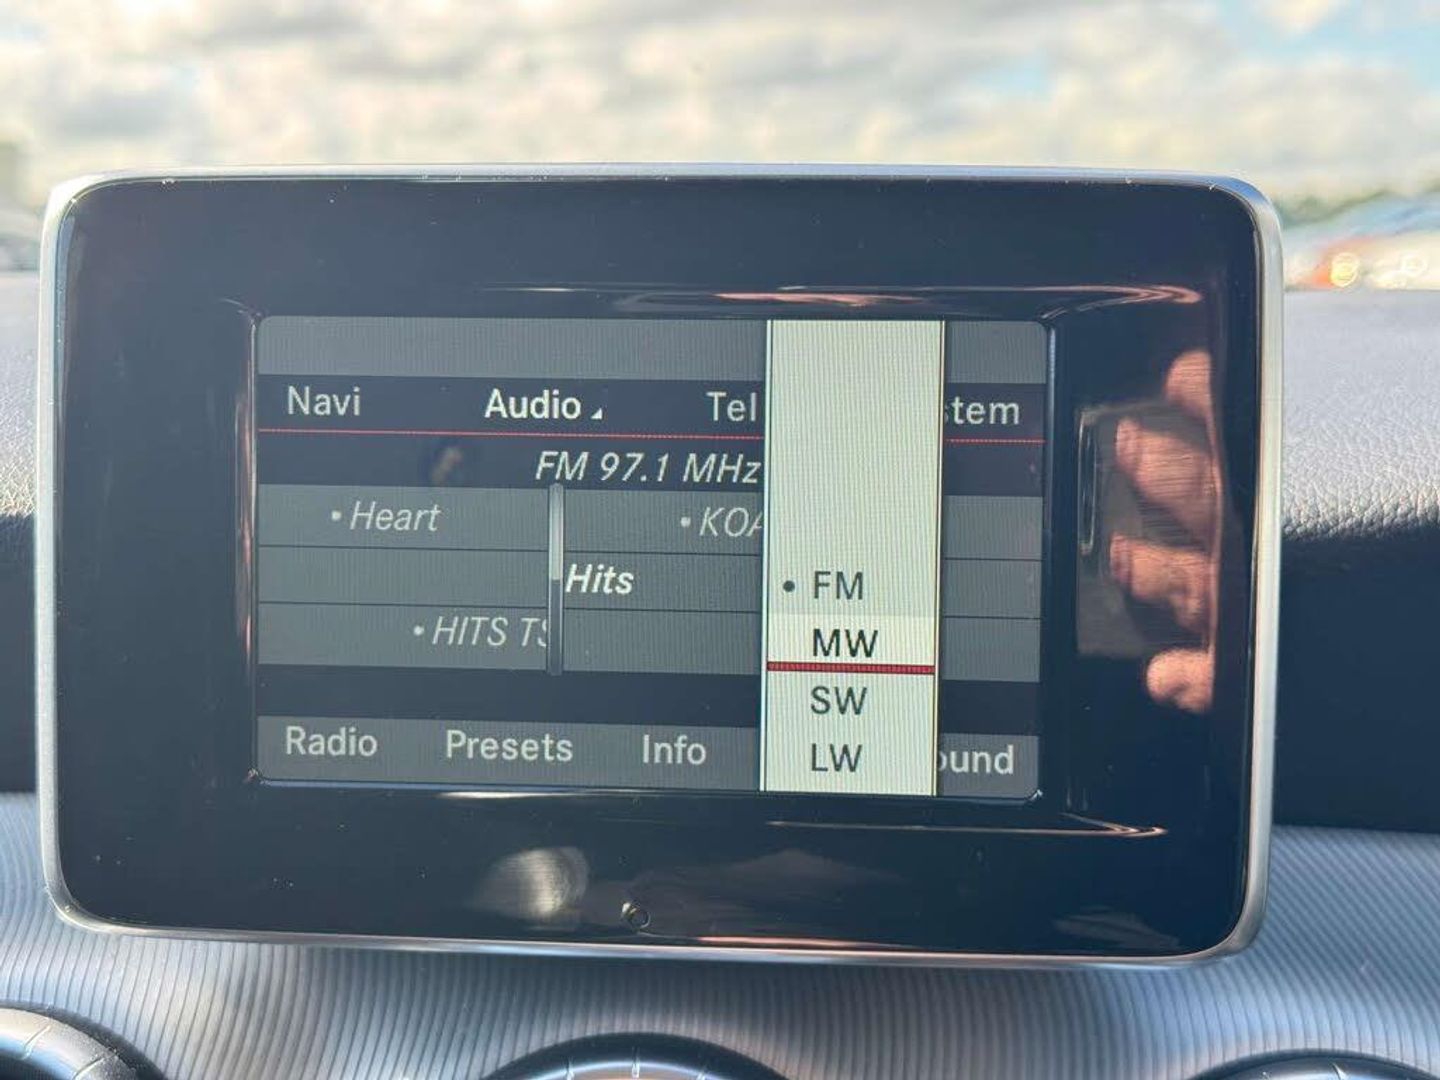 Navi Audio Tel stem
FM 97.1 MHz
• Heart • KOA
• FM
Hits
MW
• HITS TS
SW
Radio Presets Info LW ound